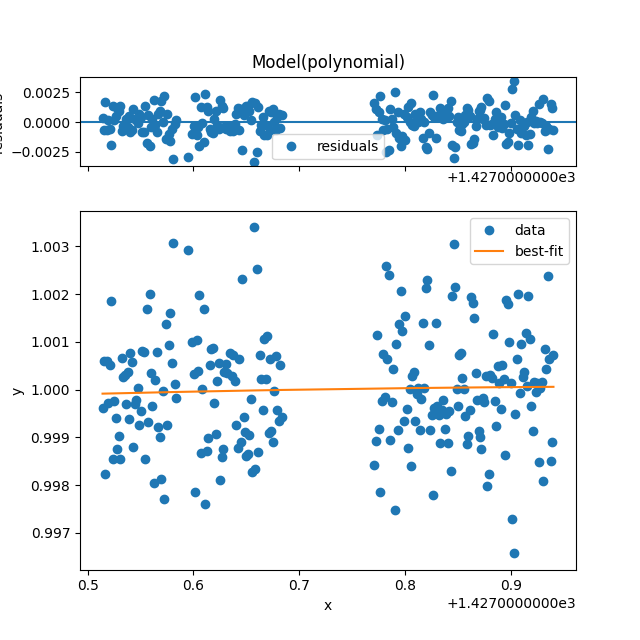 Model(polynomial)
0.0025
0.0000
−0.0025
residuals
+1.4270000000e3
data
best-fit
1.003
1.002
1.001
1.000
0.999
0.998
0.997
y
0.5 0.6 0.7 0.8 0.9
x
+1.4270000000e3